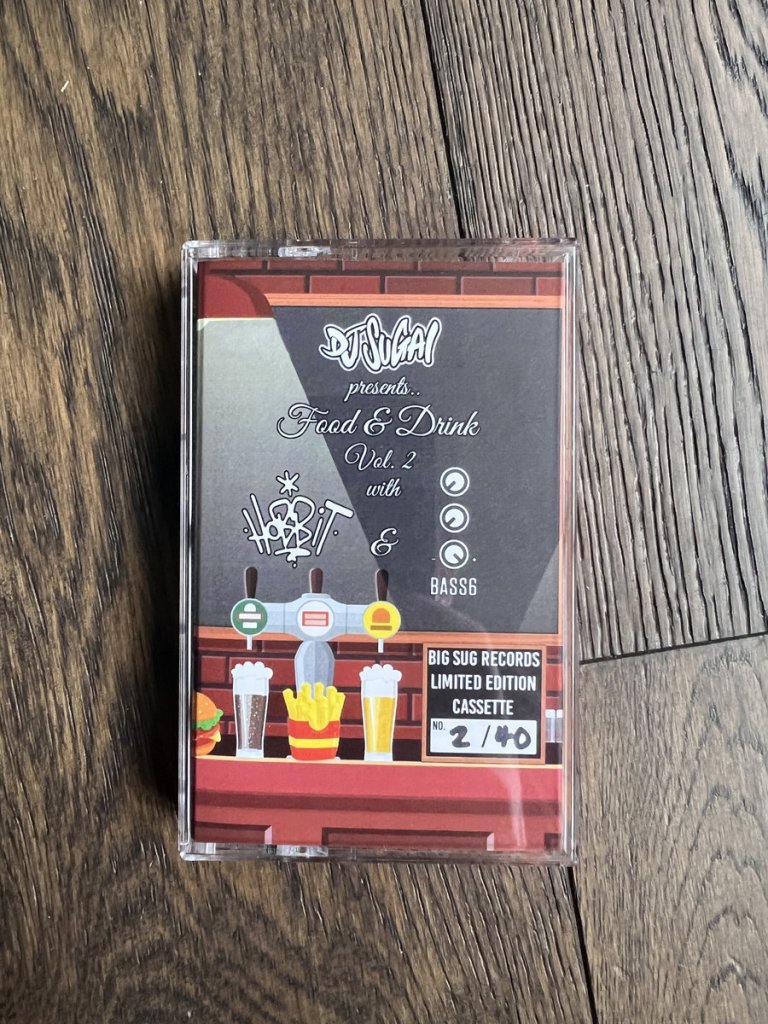 DJ SUGAI
presents..
Food & Drink
Vol. 2
with
HOBBIT
&
BASS6
BIG SUG RECORDS
LIMITED EDITION
CASSETTE
NO. 2/40